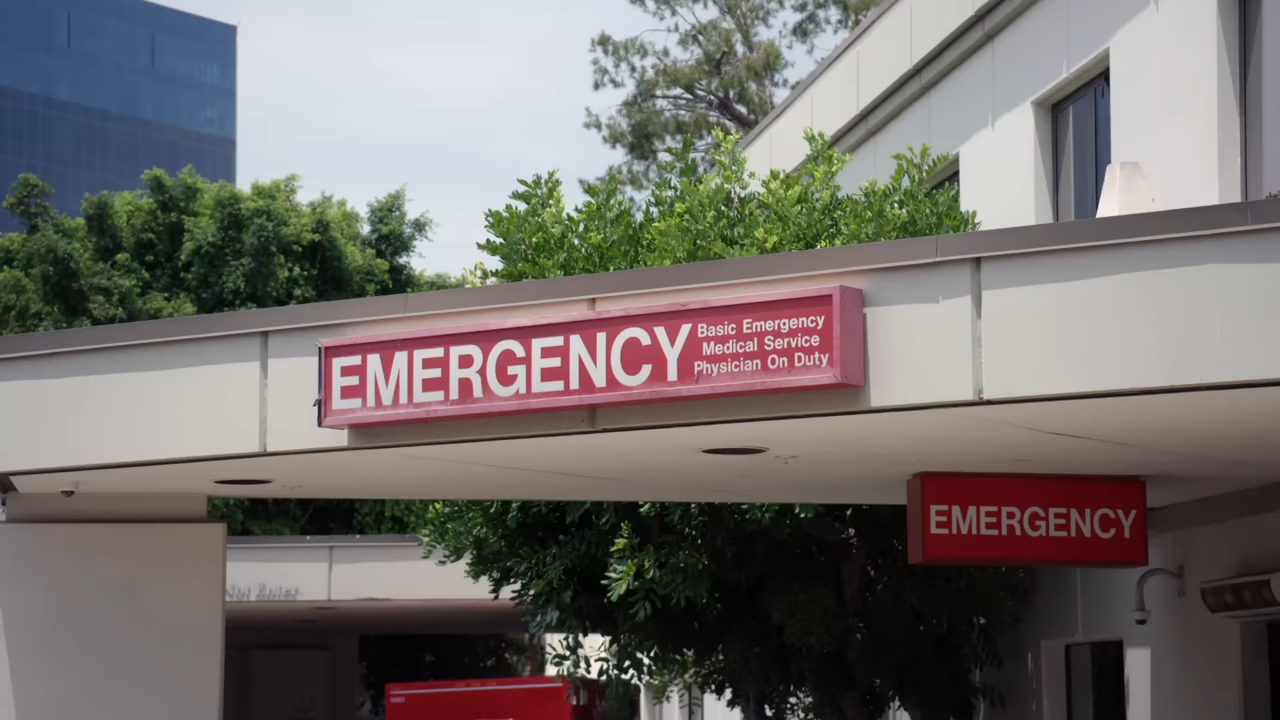 EMERGENCY
Basic Emergency
Medical Service
Physician On Duty
EMERGENCY